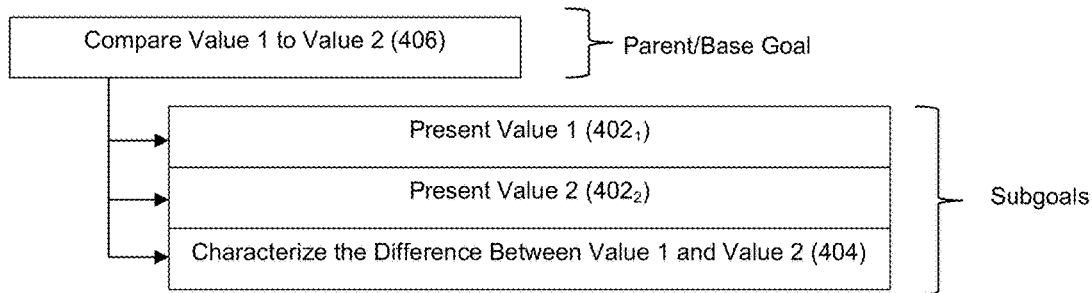 Compare Value 1 to Value 2 (406)
Parent/Base Goal
Present Value 1 (402₁)
Present Value 2 (402₂)
Subgoals
Characterize the Difference Between Value 1 and Value 2 (404)